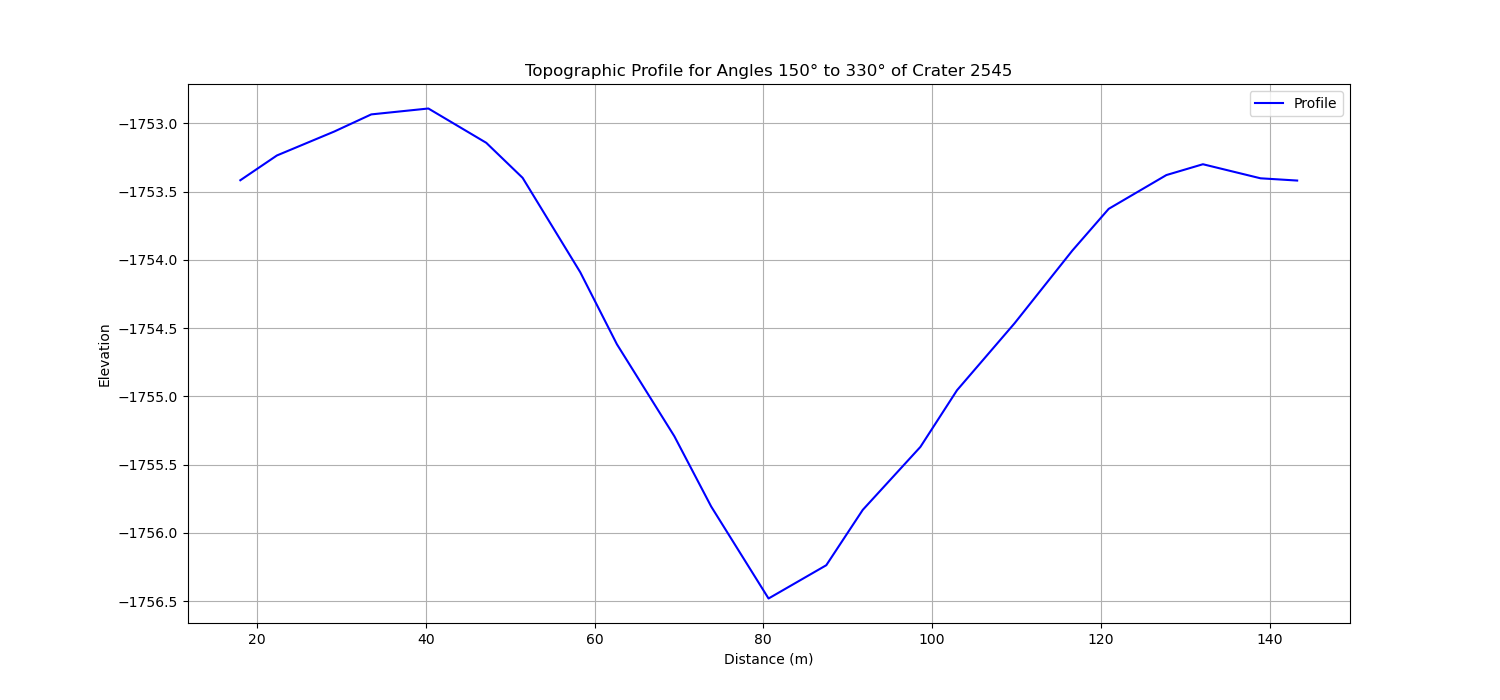 Topographic Profile for Angles 150° to 330° of Crater 2545
Profile
Elevation
−1753.0
−1753.5
−1754.0
−1754.5
−1755.0
−1755.5
−1756.0
−1756.5
20 40 60 80 100 120 140
Distance (m)